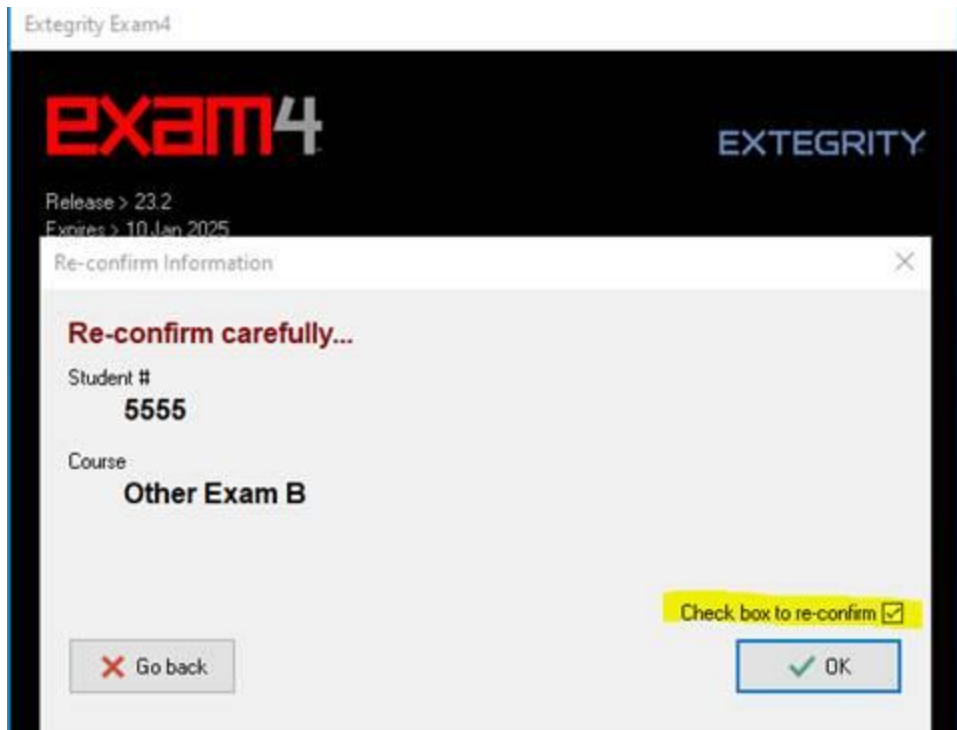 Extegrity Exam4
exam4
EXTEGRITY
Release > 23.2
Expires > 10 Jan 2025
Re-confirm Information
Re-confirm carefully...
Student #
5555
Course
Other Exam B
Check box to re-confirm
Go back
OK